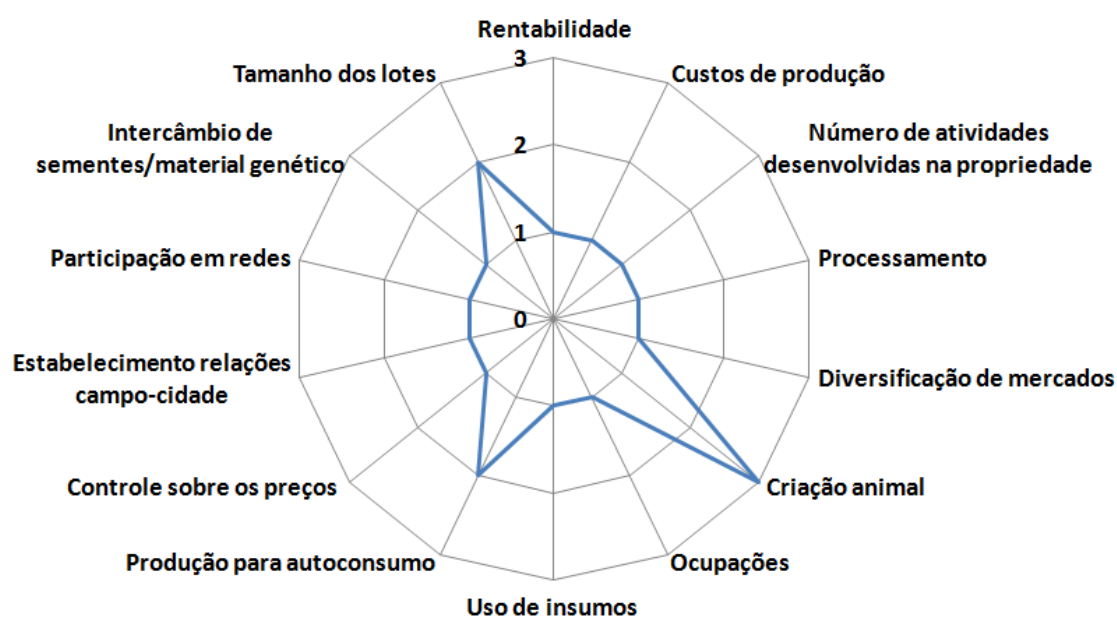 Rentabilidade
3
Tamanho dos lotes
Custos de produção
Intercâmbio de
sementes/material genético
Número de atividades
desenvolvidas na propriedade
2
1
Participação em redes
Processamento
0
Estabelecimento relações
campo-cidade
Diversificação de mercados
Controle sobre os preços
Criação animal
Produção para autoconsumo
Ocupações
Uso de insumos